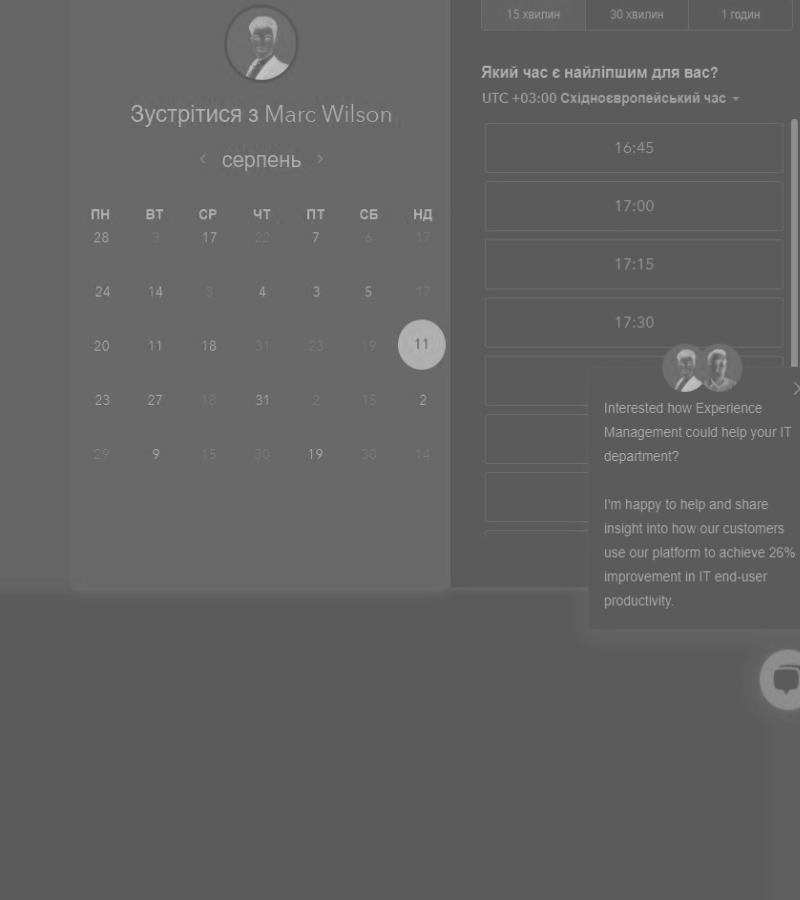 Зустрітися з Marc Wilson
серпень
ПН ВТ СР ЧТ ПТ СБ НД
28 3 17 22 7 6 17
24 14 3 4 3 5 17
20 11 18 31 23 19 11
23 27 18 31 2 15 2
29 9 15 30 19 30 14
15 хвилин 30 хвилин 1 годин
Який час є найліпшим для вас?
UTC +03:00 Східноєвропейський час
16:45
17:00
17:15
17:30
Interested how Experience
Management could help your IT
department?
I'm happy to help and share
insight into how our customers
use our platform to achieve 26%
improvement in IT end-user
productivity.